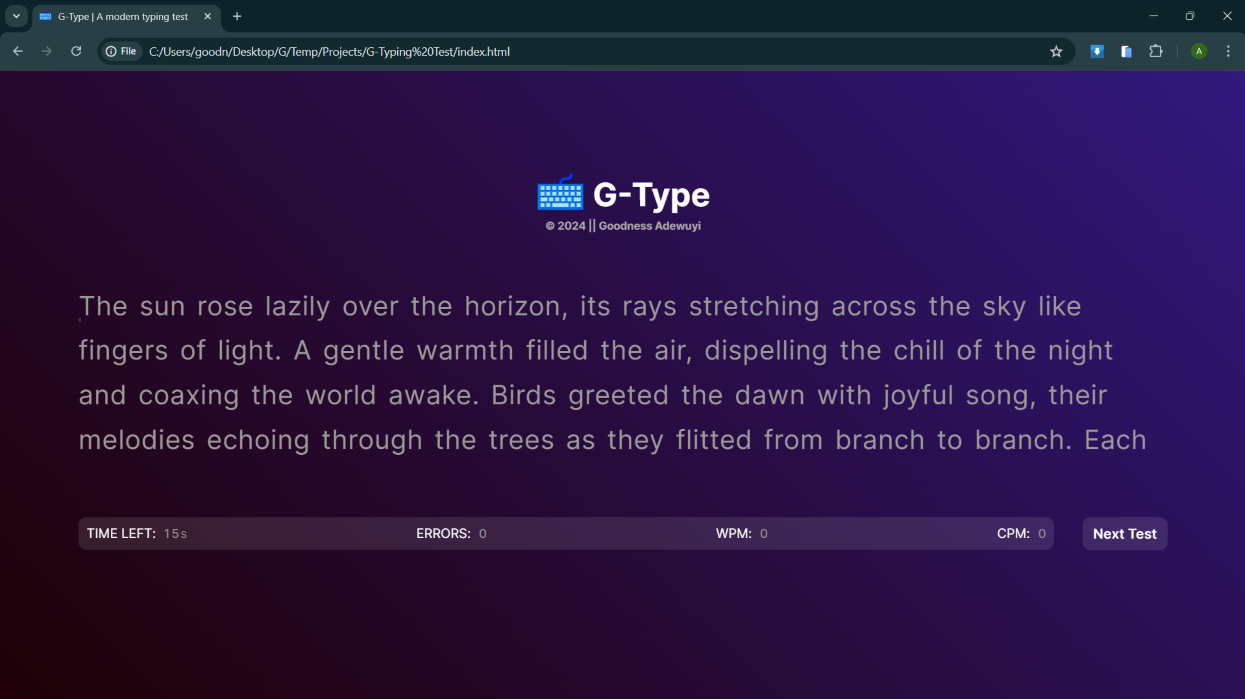 G-Type | A modern typing test
File
C:/Users/goodn/Desktop/G/Temp/Projects/G-Typing%20Test/index.html
A
G-Type
© 2024 || Goodness Adewuyi
The sun rose lazily over the horizon, its rays stretching across the sky like
fingers of light. A gentle warmth filled the air, dispelling the chill of the night
and coaxing the world awake. Birds greeted the dawn with joyful song, their
melodies echoing through the trees as they flitted from branch to branch. Each
TIME LEFT: 15s ERRORS: 0 WPM: 0 CPM: 0 Next Test